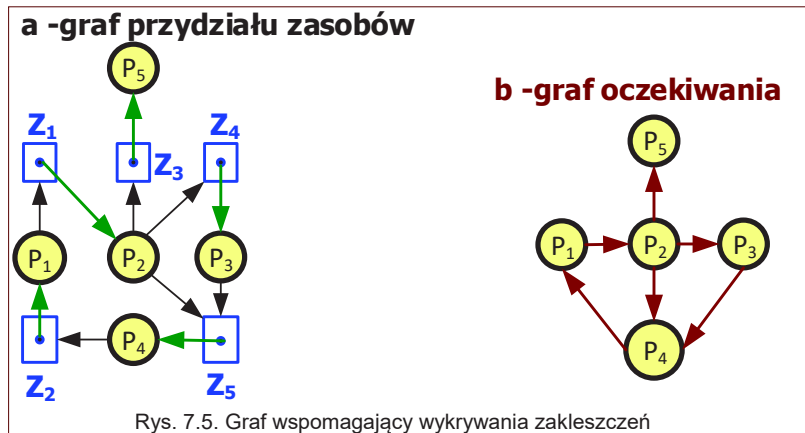 a -graf przydziału zasobów
P5
b -graf oczekiwania
Z1
Z3
Z4
P5
P1
P2
P3
P1
P2
P3
P4
Z2
Z5
P4
Rys. 7.5. Graf wspomagający wykrywania zakleszczeń